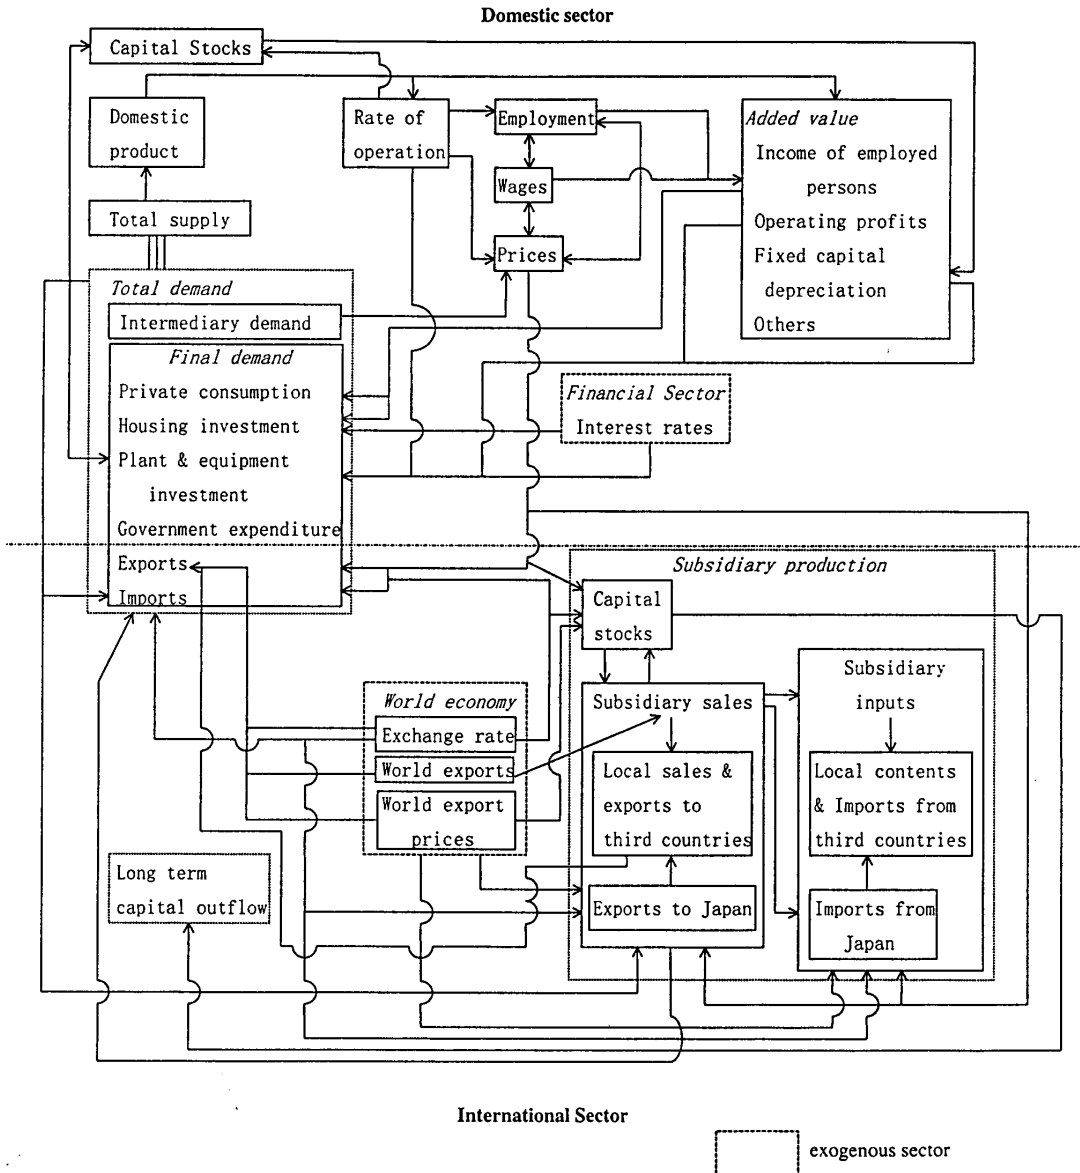 Domestic sector
Capital Stocks
Domestic
product
Rate of
operation
Employment
Wages
Prices
Added value
Income of employed
persons
Operating profits
Fixed capital
depreciation
Others
Total supply
Total demand
Intermediary demand
Final demand
Private consumption
Housing investment
Plant & equipment
investment
Government expenditure
Exports
Imports
Financial Sector
Interest rates
Subsidiary production
Capital
stocks
Subsidiary sales
Local sales &
exports to
third countries
Exports to Japan
Subsidiary
inputs
Local contents
& Imports from
third countries
Imports from
Japan
World economy
Exchange rate
World exports
World export
prices
Long term
capital outflow
International Sector
exogenous sector